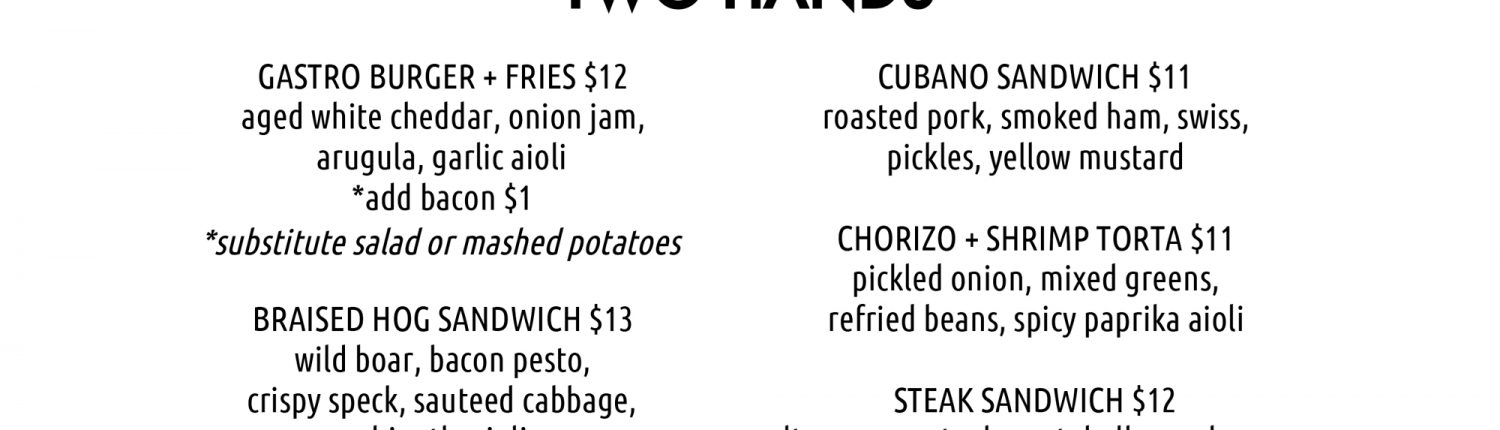 TWO HANDS
GASTRO BURGER + FRIES $12
aged white cheddar, onion jam,
arugula, garlic aioli
*add bacon $1
*substitute salad or mashed potatoes
BRAISED HOG SANDWICH $13
wild boar, bacon pesto,
crispy speck, sauteed cabbage,
CUBANO SANDWICH $11
roasted pork, smoked ham, swiss,
pickles, yellow mustard
CHORIZO + SHRIMP TORTA $11
pickled onion, mixed greens,
refried beans, spicy paprika aioli
STEAK SANDWICH $12